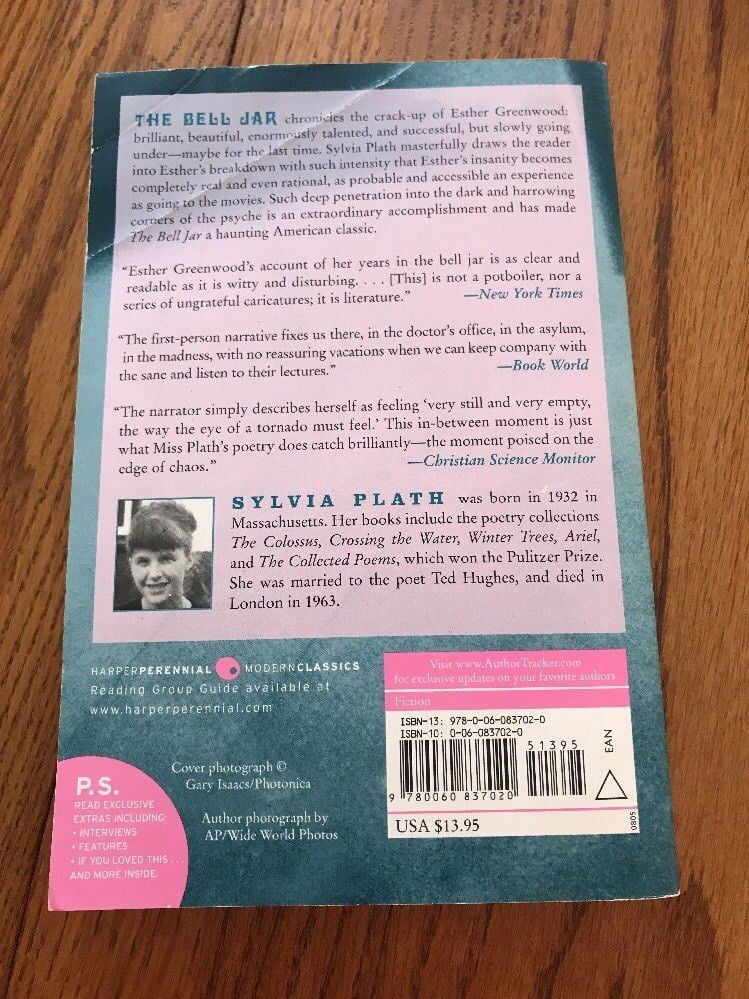 THE BELL JAR chronicles the crack-up of Esther Greenwood:
brilliant, beautiful, enormously talented, and successful, but slowly going
under—maybe for the last time. Sylvia Plath masterfully draws the reader
into Esther's breakdown with such intensity that Esther's insanity becomes
completely real and even rational, as probable and accessible an experience
as going to the movies. Such deep penetration into the dark and harrowing
corners of the psyche is an extraordinary accomplishment and has made
The Bell Jar a haunting American classic.
“Esther Greenwood's account of her years in the bell jar is as clear and
readable as it is witty and disturbing. . . . [This] is not a potboiler, nor a
series of ungrateful caricatures; it is literature.” —New York Times
“The first-person narrative fixes us there, in the doctor's office, in the asylum,
in the madness, with no reassuring vacations when we can keep company with
the sane and listen to their lectures.” —Book World
“The narrator simply describes herself as feeling ‘very still and very empty,
the way the eye of a tornado must feel.’ This in-between moment is just
what Miss Plath's poetry does catch brilliantly—the moment poised on the
edge of chaos.” —Christian Science Monitor
SYLVIA PLATH was born in 1932 in
Massachusetts. Her books include the poetry collections
The Colossus, Crossing the Water, Winter Trees, Ariel,
and The Collected Poems, which won the Pulitzer Prize.
She was married to the poet Ted Hughes, and died in
London in 1963.
HARPERPERENNIAL MODERNCLASSICS
Reading Group Guide available at
www.harperperennial.com
P.S.
READ EXCLUSIVE
EXTRAS INCLUDING:
• INTERVIEWS
• FEATURES
• IF YOU LOVED THIS . . .
AND MORE INSIDE.
Cover photograph ©
Gary Isaacs/Photonica
Author photograph by
AP/Wide World Photos
Visit www.AuthorTracker.com
for exclusive updates on your favorite authors.
Fiction
ISBN-13: 978-0-06-083702-0
ISBN-10: 0-06-083702-0
51395
EAN
9 780060 837020
USA $13.95
0805